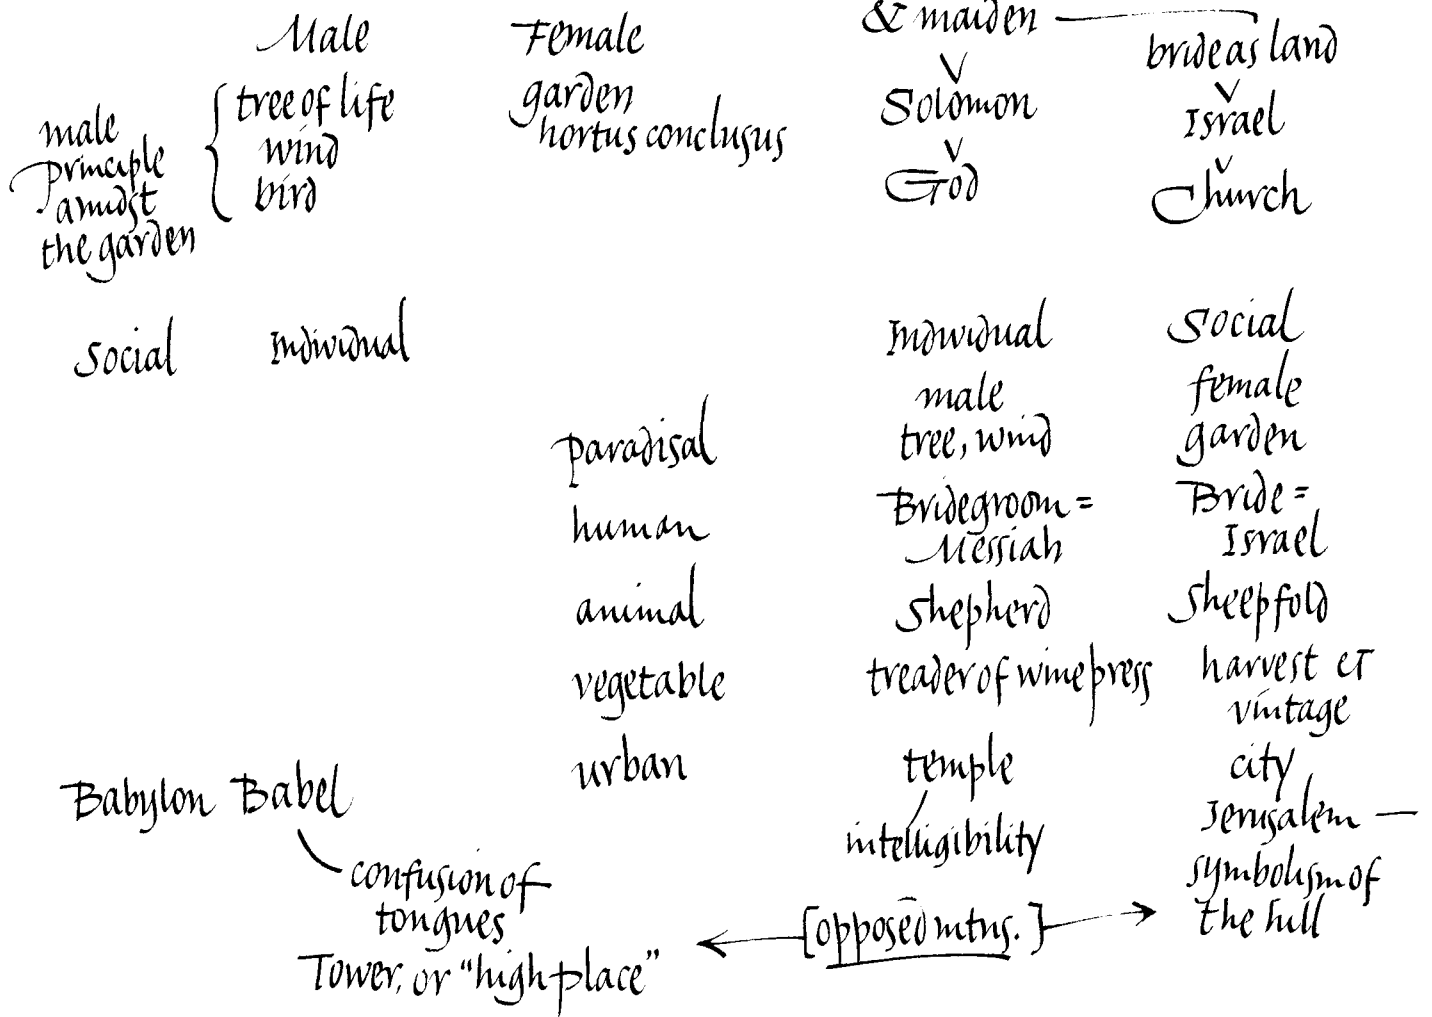 & maiden
Male Female brideas land
tree of life garden Solomon Israel
male wind hortus conclusus
principle bird God Church
amidst
the garden
Social Individual Individual Social
male female
paradisal tree, wind garden
human Bridegroom = Bride =
Messiah Israel
animal Shepherd Sheepfold
vegetable treader of winepress harvest et
vintage
urban temple city
Babylon Babel Jerusalem —
intelligibility
confusion of symbolism of
tongues [opposed mtns.] the hill
Tower, or "high place"